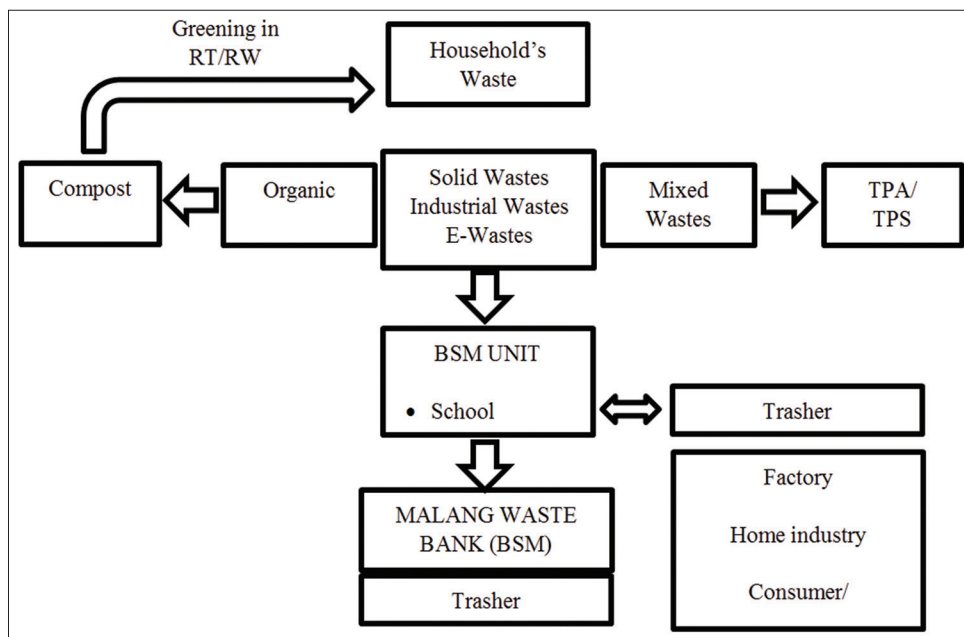 Greening in
RT/RW
Household's
Waste
Compost
Organic
Solid Wastes
Industrial Wastes
E-Wastes
Mixed
Wastes
TPA/
TPS
BSM UNIT
• School
Trasher
MALANG WASTE
BANK (BSM)
Trasher
Factory
Home industry
Consumer/